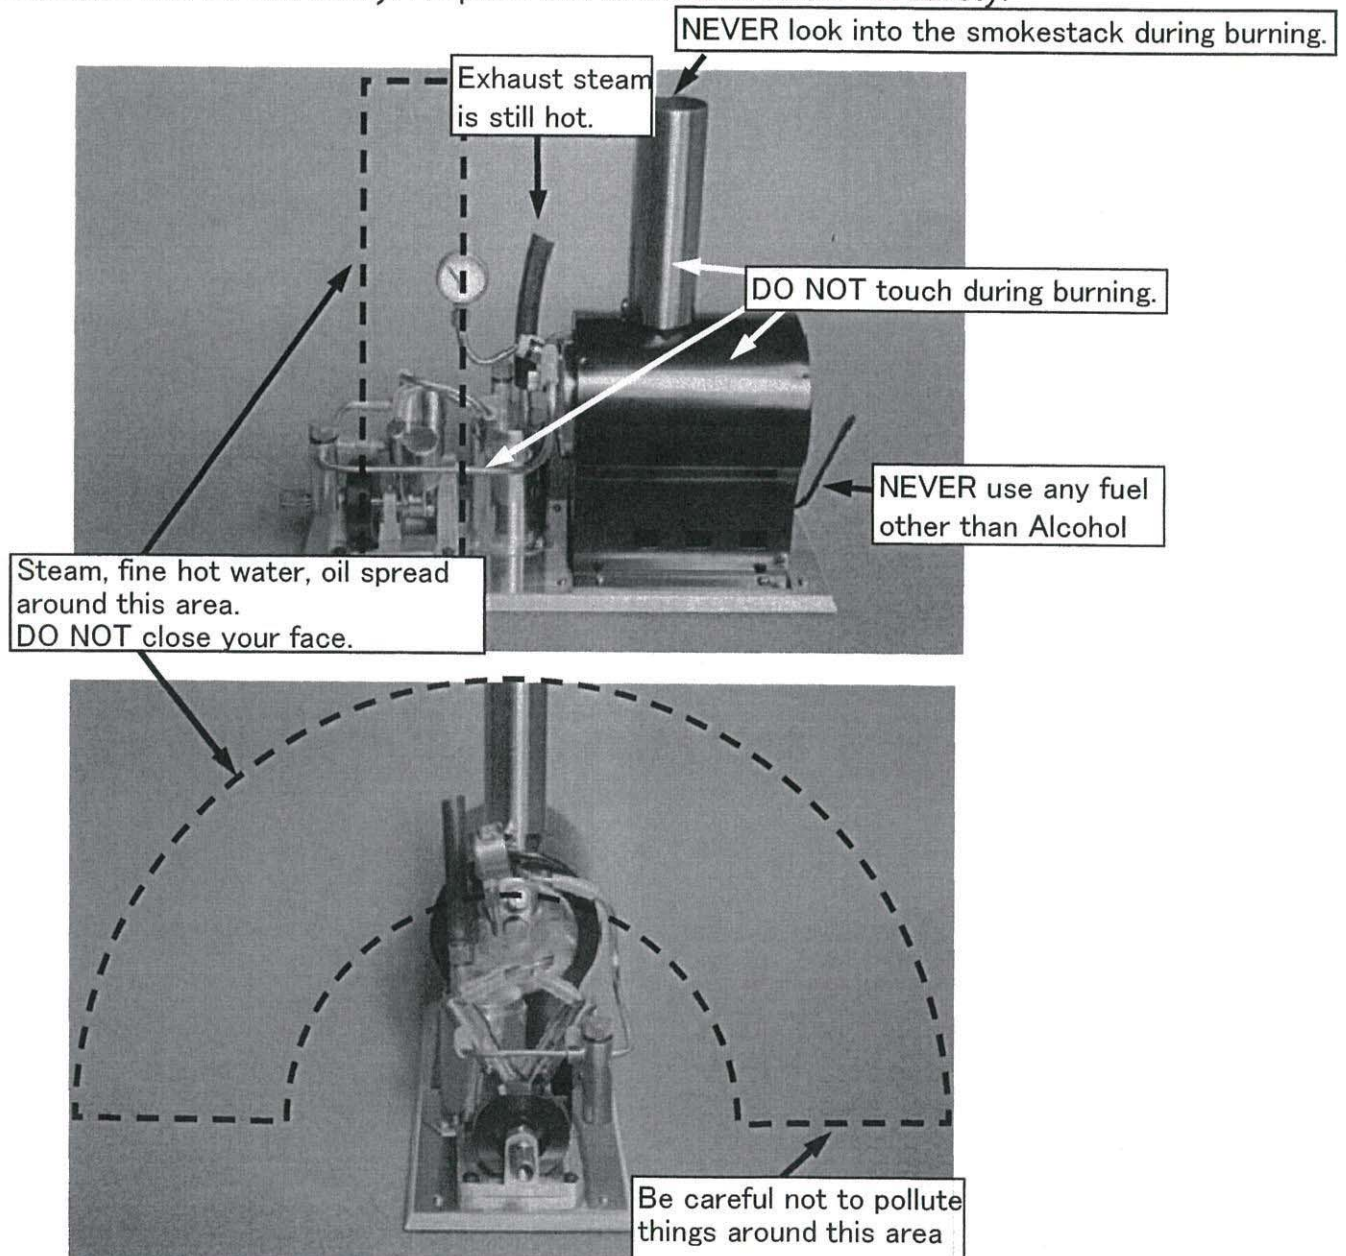 NEVER look into the smokestack during burning.
Exhaust steam
is still hot.
DO NOT touch during burning.
NEVER use any fuel
other than Alcohol
Steam, fine hot water, oil spread
around this area.
DO NOT close your face.
Be careful not to pollute
things around this area